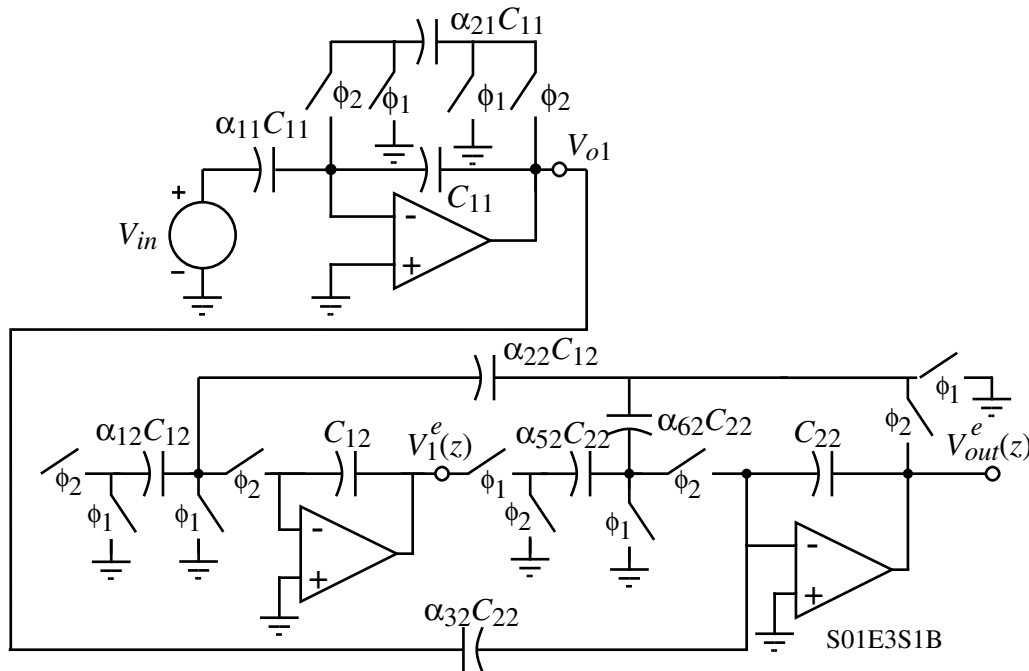 α21C11
ϕ2
ϕ1
ϕ1
ϕ2
α11C11
Vo1
C11
+
Vin
-
-
+
α22C12
ϕ1
α12C12
C12
V1e(z)
α52C22
α62C22
C22
ϕ2
Voute(z)
ϕ2
ϕ2
ϕ1
ϕ2
ϕ1
ϕ1
ϕ2
ϕ1
-
+
-
+
α32C22
S01E3S1B